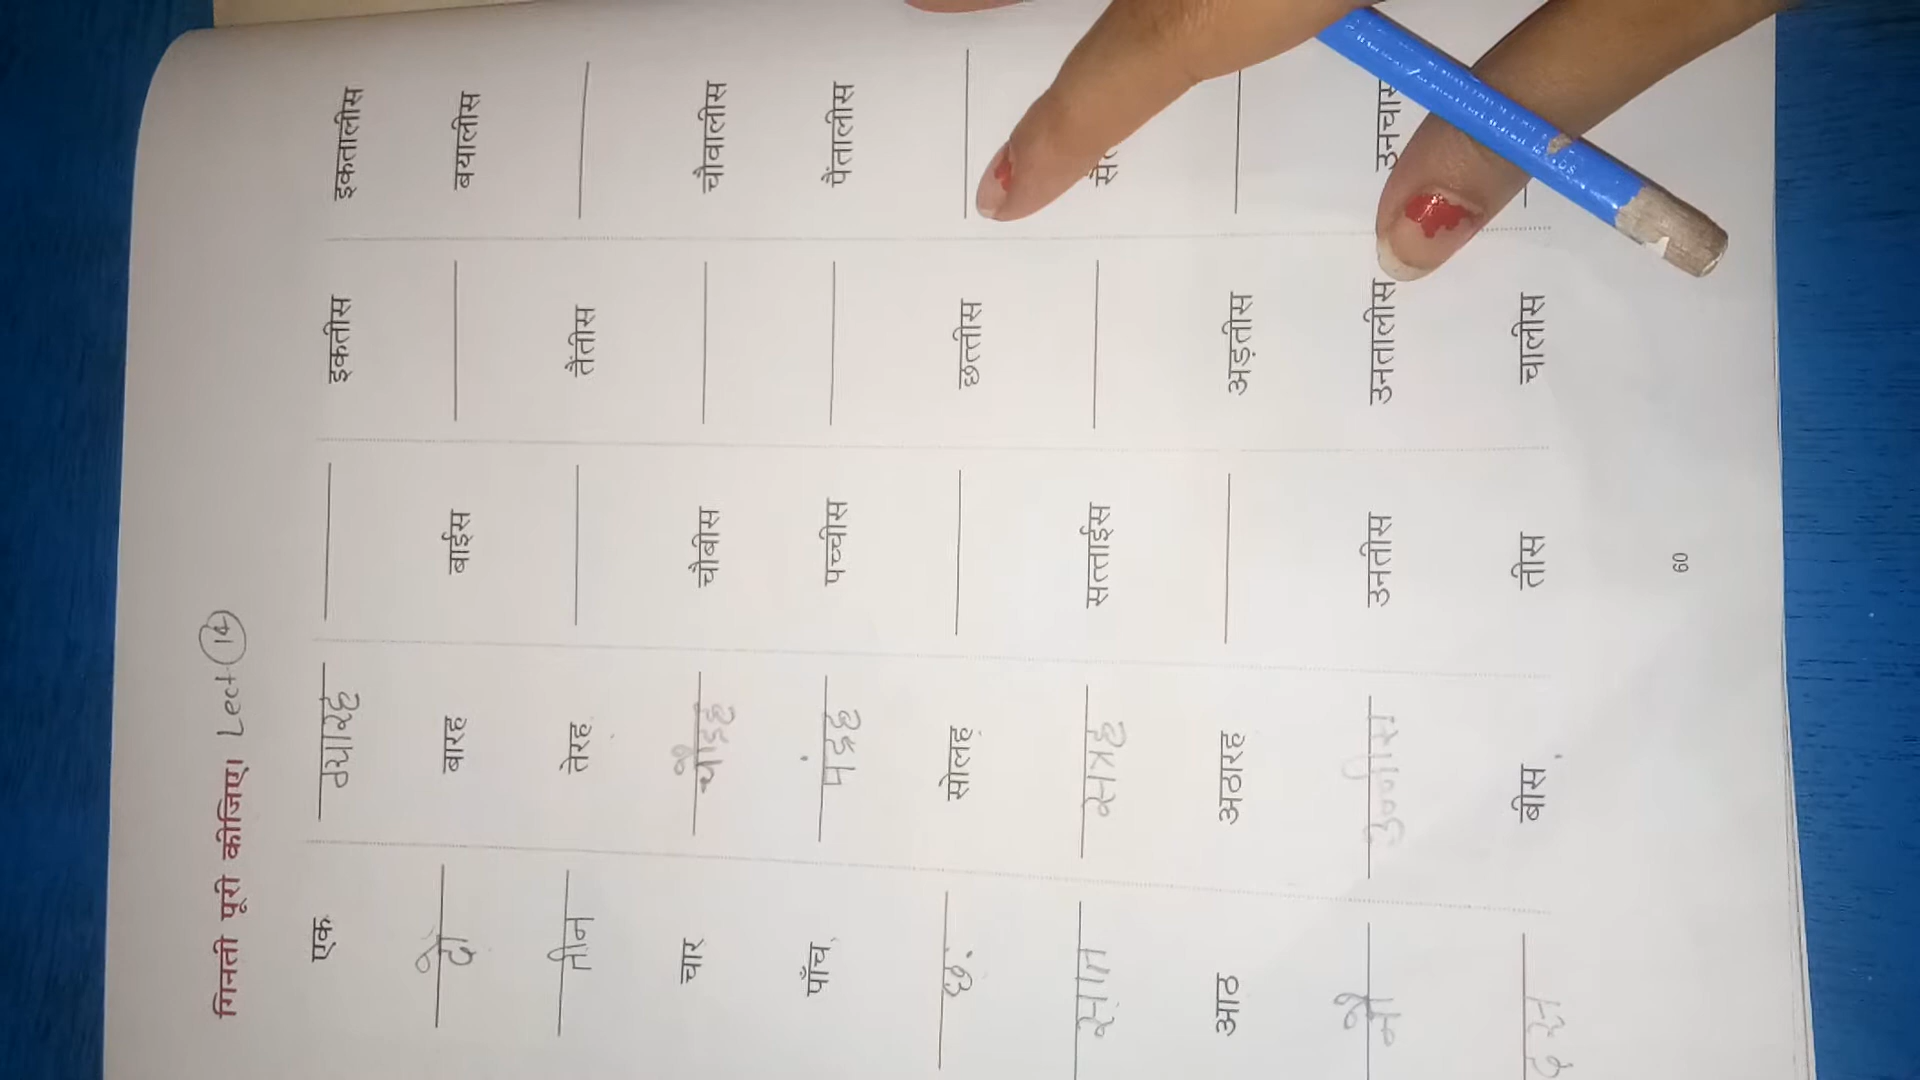 गिनती पूरी कीजिए। Lect-14
एक ग्यारह इकतीस इकतालीस
दो बारह बाईस बयालीस
तीन तेरह तैंतीस
चार चौदह चौबीस चौवालीस
पाँच पंद्रह पच्चीस पैंतालीस
छः सोलह छत्तीस
सात सत्रह सत्ताईस
आठ अठारह अड़तीस
नौ उन्नीस उनतीस उनतालीस
दस बीस तीस चालीस
60